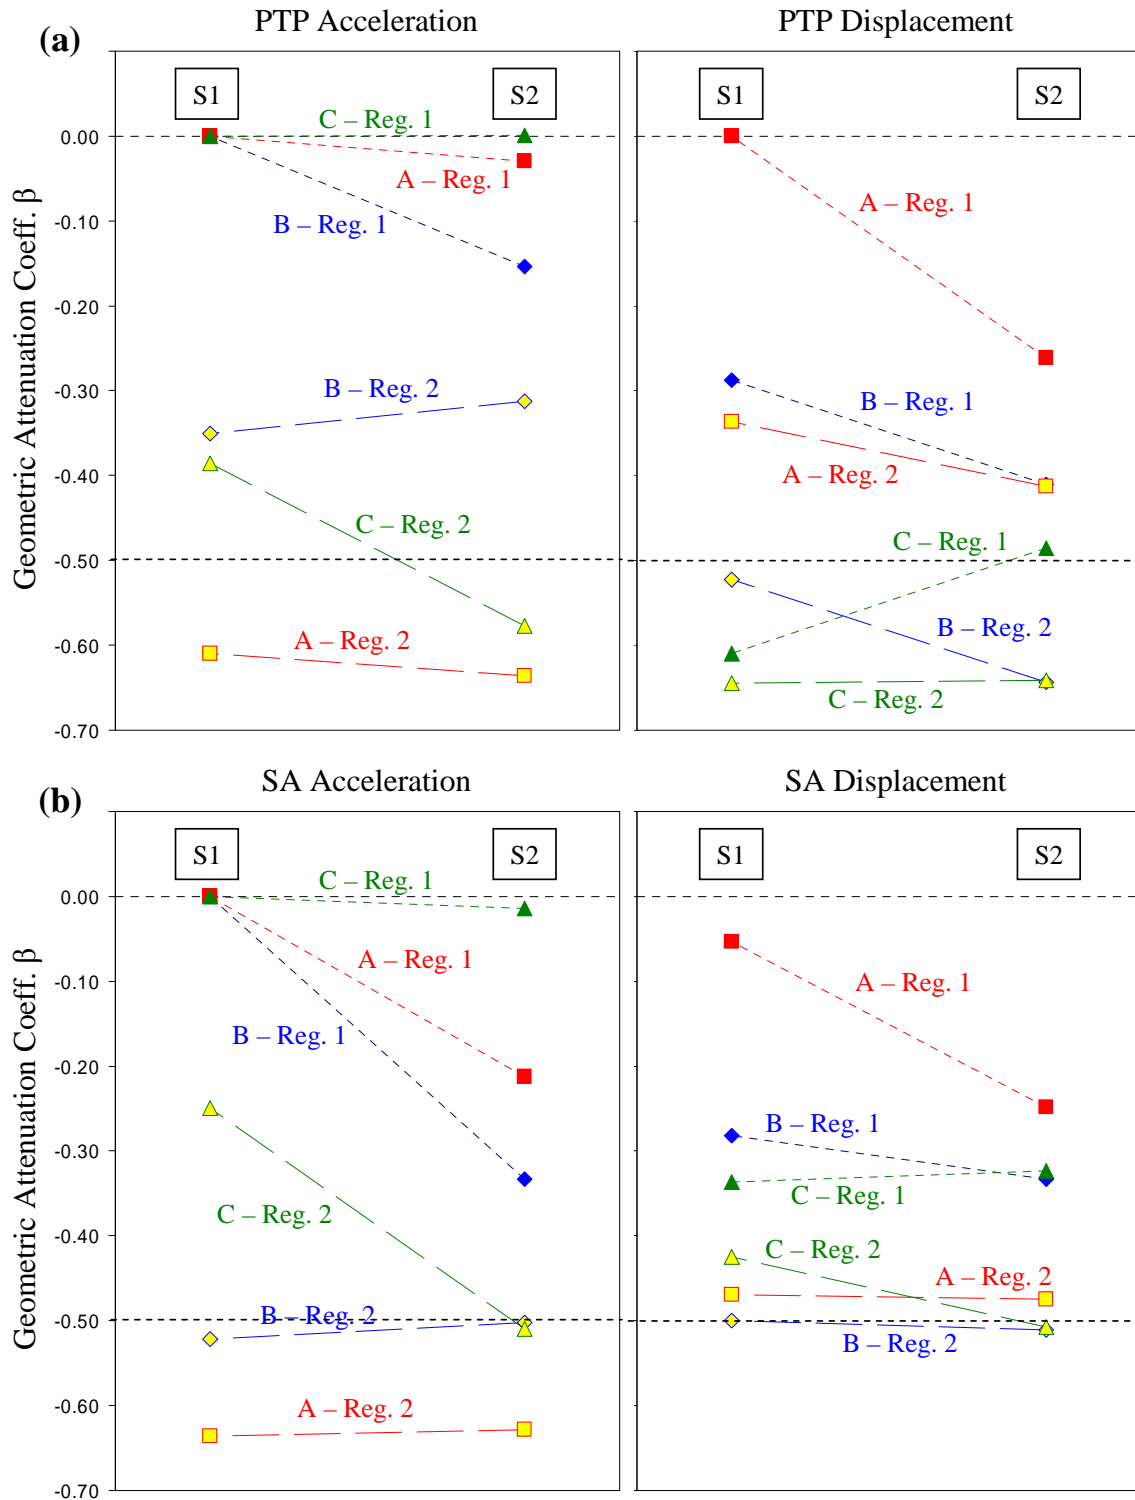 PTP Acceleration
PTP Displacement
(a)
S1
S2
S1
S2
C – Reg. 1
0.00
A – Reg. 1
A – Reg. 1
-0.10
B – Reg. 1
-0.20
-0.30
B – Reg. 2
B – Reg. 1
-0.40
A – Reg. 2
C – Reg. 2
C – Reg. 1
-0.50
B – Reg. 2
-0.60
A – Reg. 2
C – Reg. 2
-0.70
Geometric Attenuation Coeff. β
SA Acceleration
SA Displacement
(b)
S1
S2
S1
S2
C – Reg. 1
0.00
A – Reg. 1
A – Reg. 1
-0.10
B – Reg. 1
-0.20
B – Reg. 1
-0.30
C – Reg. 1
C – Reg. 2
-0.40
C – Reg. 2
A – Reg. 2
B – Reg. 2
-0.50
B – Reg. 2
-0.60
A – Reg. 2
-0.70
Geometric Attenuation Coeff. β